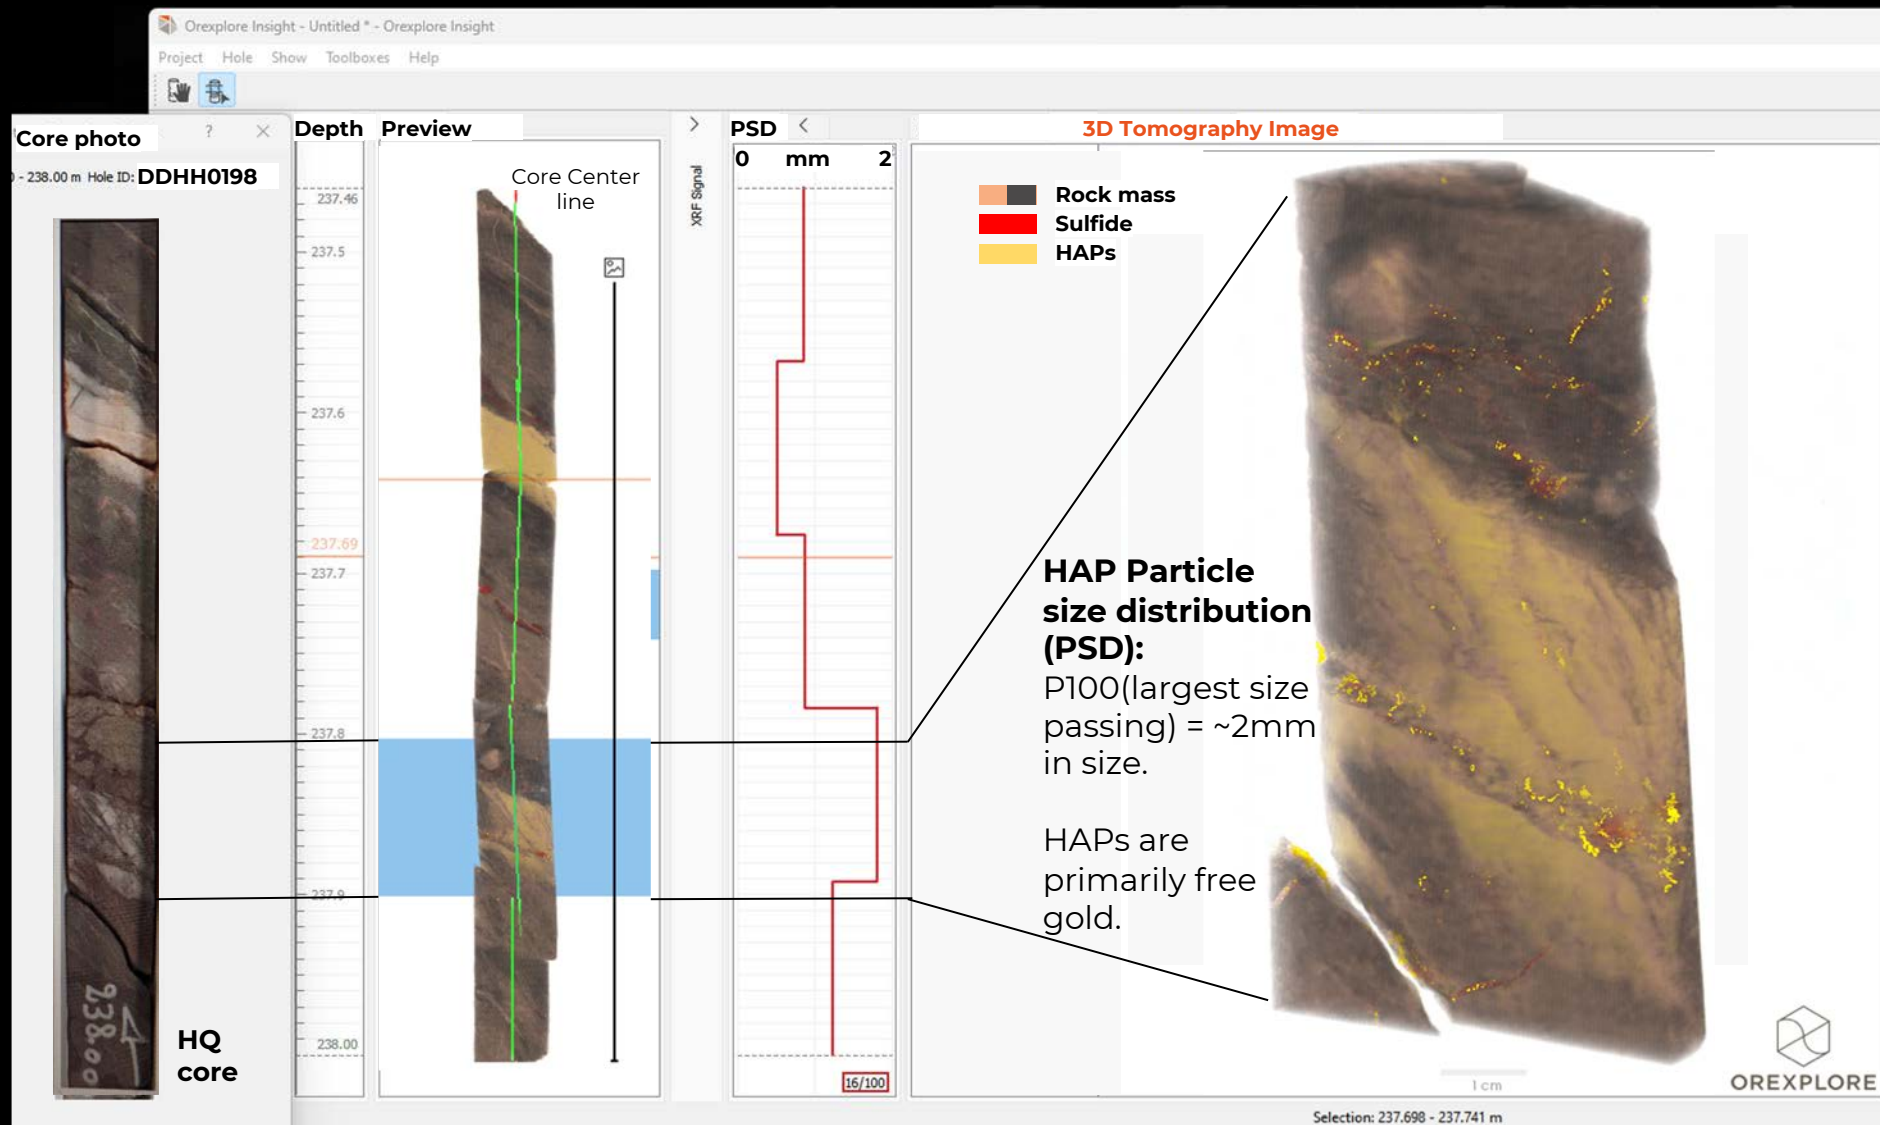 Orexplore Insight - Untitled * - Orexplore Insight
Project Hole Show Toolboxes Help
Core photo
? ×
- 238.00 m Hole ID: DDHH0198
238.00
HQ
core
Depth
237.46
237.5
237.6
237.69
237.7
237.8
237.9
238.00
Preview
Core Center
line
XRF Signal
PSD
0 mm 2
16/100
3D Tomography Image
Rock mass
Sulfide
HAPs
HAP Particle
size distribution
(PSD):
P100(largest size
passing) = ~2mm
in size.
HAPs are
primarily free
gold.
1 cm
OREXPLORE
Selection: 237.698 - 237.741 m